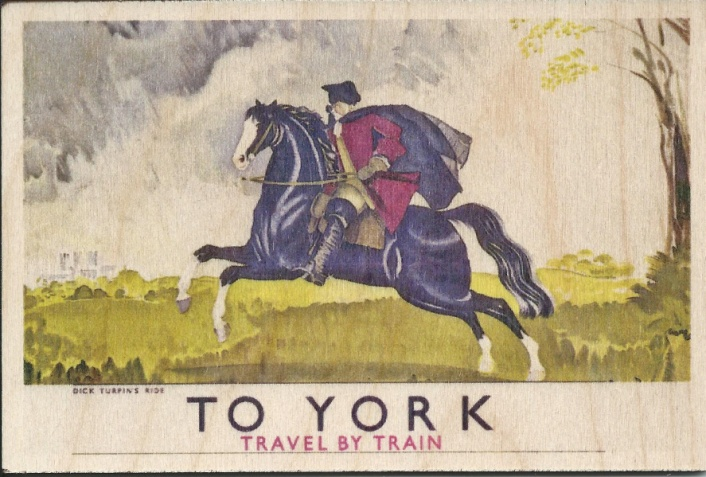 DICK TURPIN'S RIDE
TO YORK
TRAVEL BY TRAIN